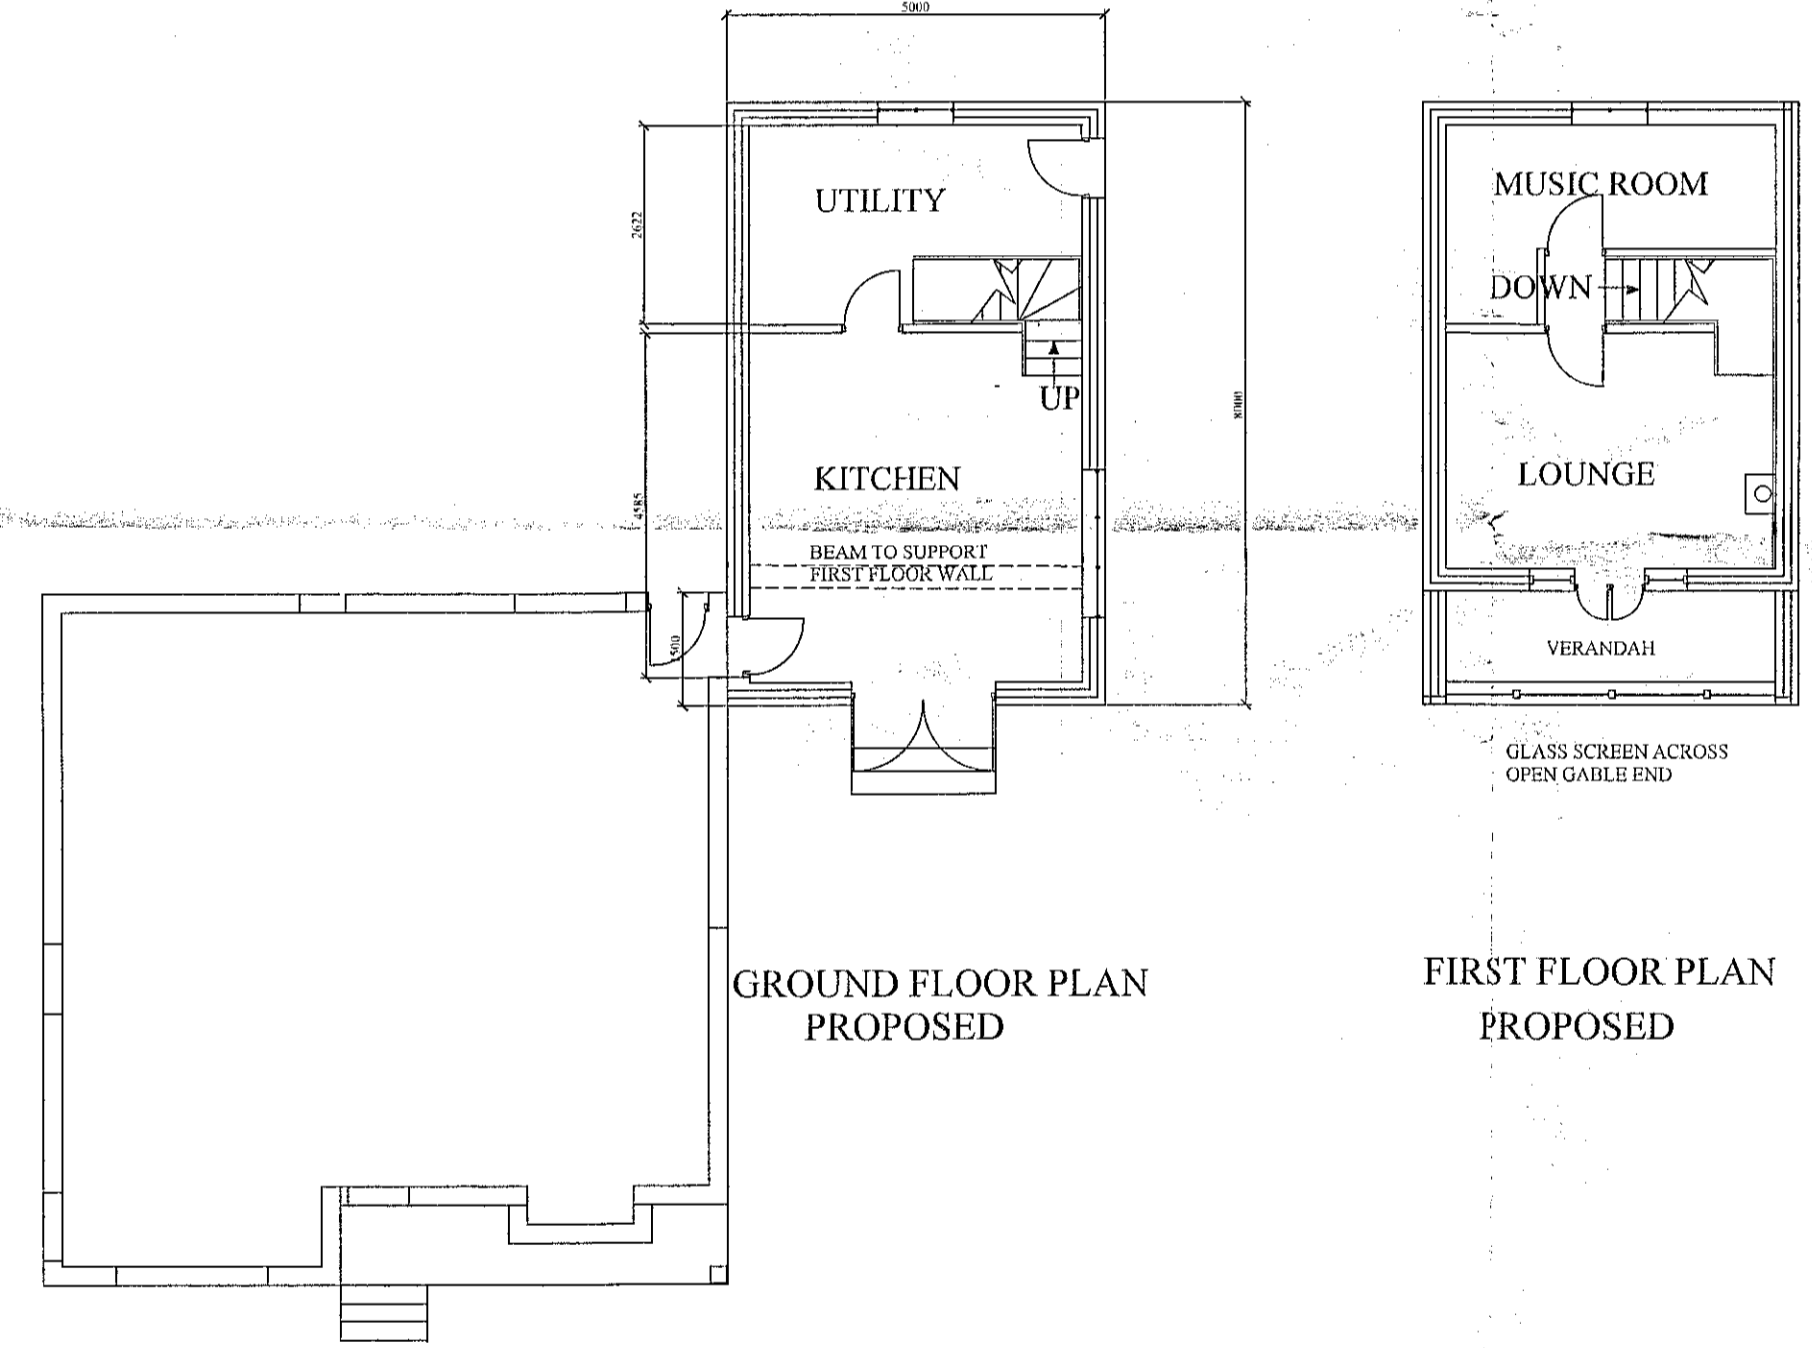 5000
UTILITY
MUSIC ROOM
2622
DOWN
UP
8000
KITCHEN
LOUNGE
4585
BEAM TO SUPPORT
FIRST FLOOR WALL
VERANDAH
GLASS SCREEN ACROSS
OPEN GABLE END
GROUND FLOOR PLAN
PROPOSED
FIRST FLOOR PLAN
PROPOSED